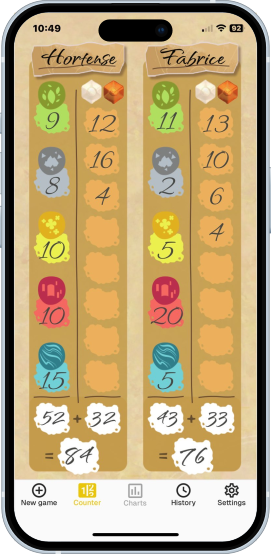 10:49
92
Hortense
Fabrice
9
12
11
13
16
10
8
4
2
6
4
10
5
10
20
15
5
52 + 32
43 + 33
= 84
= 76
New game
Counter
Charts
History
Settings